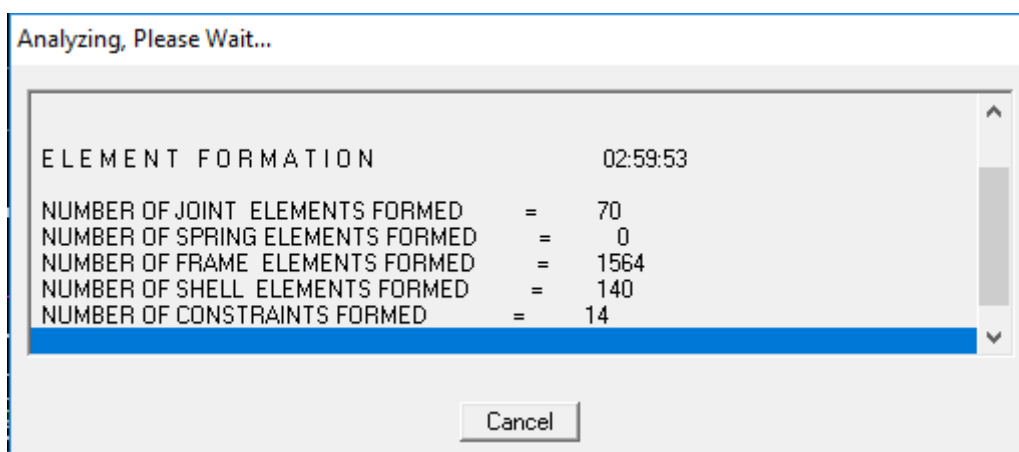 Analyzing, Please Wait...
E L E M E N T   F O R M A T I O N   02:59:53
NUMBER OF JOINT ELEMENTS FORMED = 70
NUMBER OF SPRING ELEMENTS FORMED = 0
NUMBER OF FRAME ELEMENTS FORMED = 1564
NUMBER OF SHELL ELEMENTS FORMED = 140
NUMBER OF CONSTRAINTS FORMED = 14
Cancel